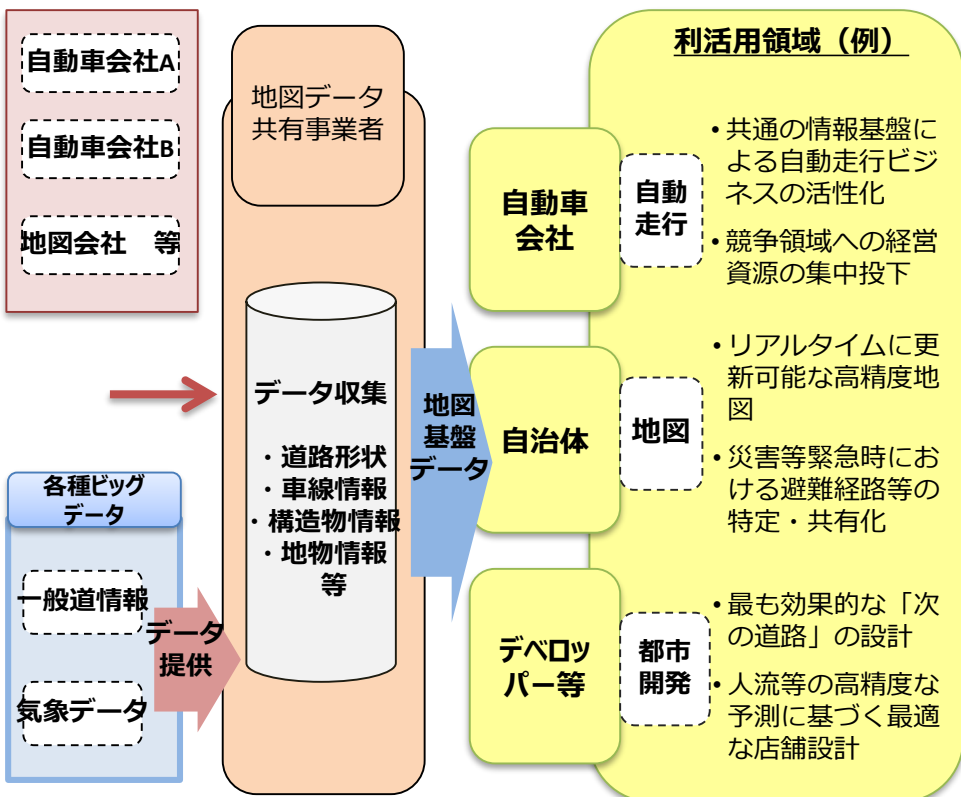 自動車会社A
自動車会社B
地図会社　等
地図データ
共有事業者
データ収集
・道路形状
・車線情報
・構造物情報
・地物情報
等
各種ビッグ
データ
一般道情報
気象データ
データ
提供
地図
基盤
データ
利活用領域（例）
自動車
会社
自動
走行
・共通の情報基盤に
よる自動走行ビジ
ネスの活性化
・競争領域への経営
資源の集中投下
自治体
地図
・リアルタイムに更
新可能な高精度地
図
・災害等緊急時にお
ける避難経路等の
特定・共有化
デベロッ
パー等
都市
開発
・最も効果的な「次
の道路」の設計
・人流等の高精度な
予測に基づく最適
な店舗設計